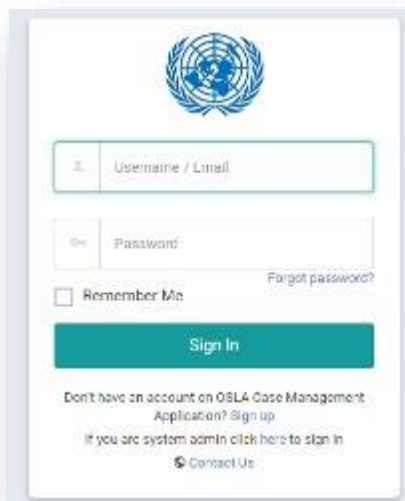 Username / Email
Password
Forgot password?
Remember Me
Sign In
Don't have an account on OSLA Case Management
Application? Sign up
If you are system admin click here to sign in
Contact Us